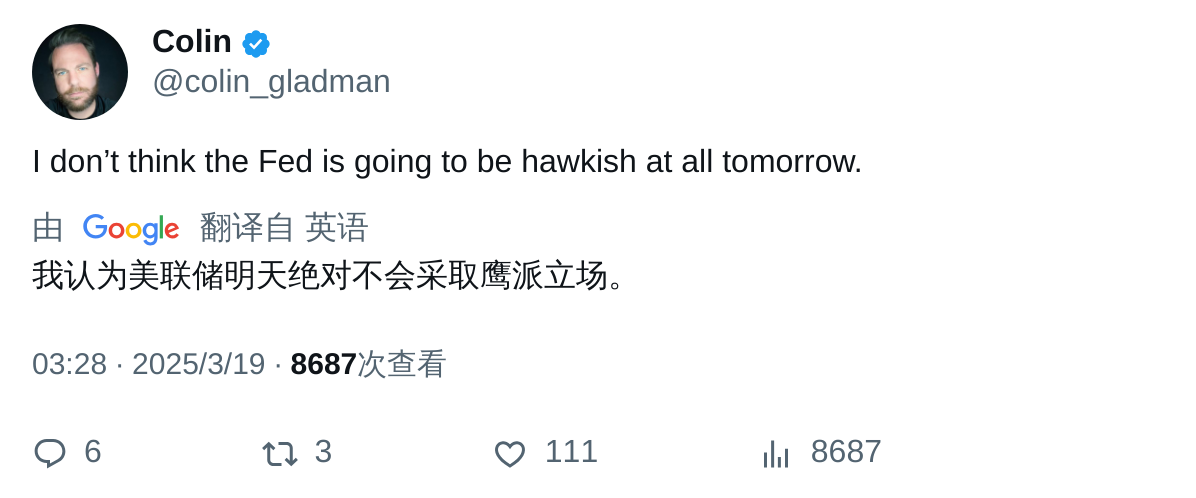 Colin
@colin_gladman
I don’t think the Fed is going to be hawkish at all tomorrow.
由 Google 翻译自 英语
我认为美联储明天绝对不会采取鹰派立场。
03:28 · 2025/3/19 · 8687次查看
6 3 111 8687